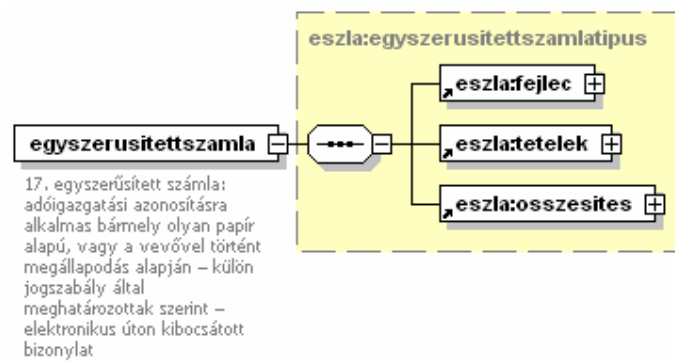 eszla:egyszerusitettszamlatipus
eszla:fejlec
egyszerusitettszamla
eszla:tetelek
eszla:osszesites
17. egyszerűsített számla:
adóigazgatási azonosításra
alkalmas bármely olyan papír
alapú, vagy a vevővel történt
megállapodás alapján – külön
jogszabály által
meghatározottak szerint –
elektronikus úton kibocsátott
bizonylat